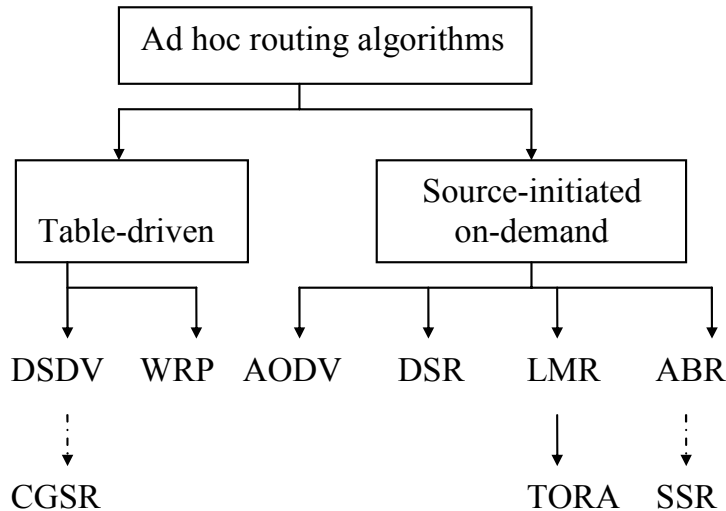 Ad hoc routing algorithms
Table-driven
Source-initiated
on-demand
DSDV
WRP
AODV
DSR
LMR
ABR
CGSR
TORA
SSR